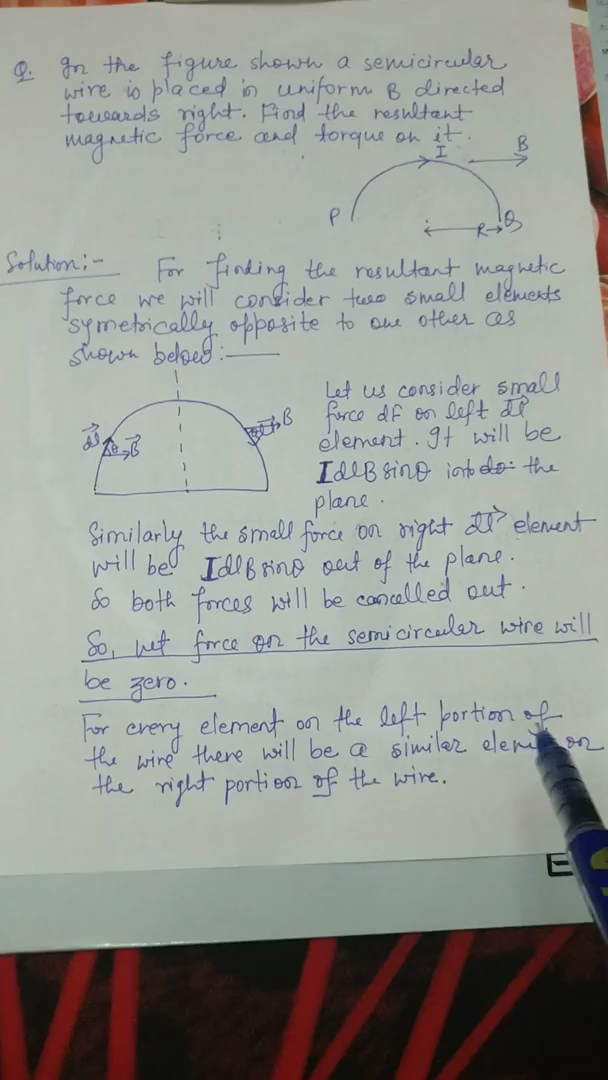 Q. In the figure shown a semicircular
wire is placed in uniform B directed
towards right. Find the resultant
magnetic force and torque on it.
I
B
P
R
Q
Solution:-
For finding the resultant magnetic
force we will consider two small elements
symetrically opposite to one other as
shown below:
dl
θ
B
dl
B
Let us consider small
force dF on left dl
element. It will be
IdlB sinθ into the
plane.
Similarly the small force on right dl element
will be IdlB sinθ out of the plane.
So both forces will be cancelled out.
So, net force on the semicircular wire will
be zero.
For every element on the left portion of
the wire there will be a similar element on
the right portion of the wire.
E